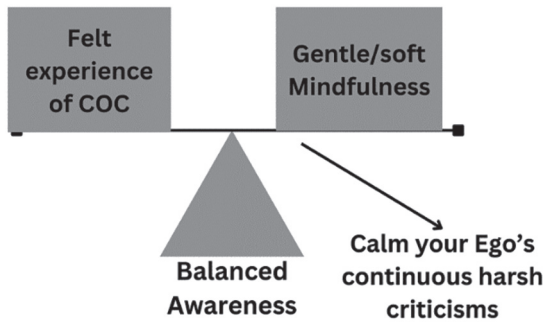 Felt
experience
of COC
Gentle/soft
Mindfulness
Balanced
Awareness
Calm your Ego's
continuous harsh
criticisms